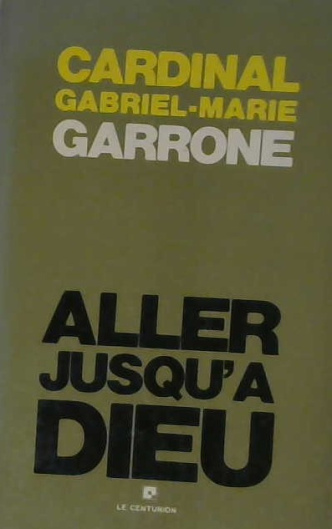 CARDINAL
GABRIEL-MARIE
GARRONE
ALLER
JUSQU'A
DIEU
LE CENTURION